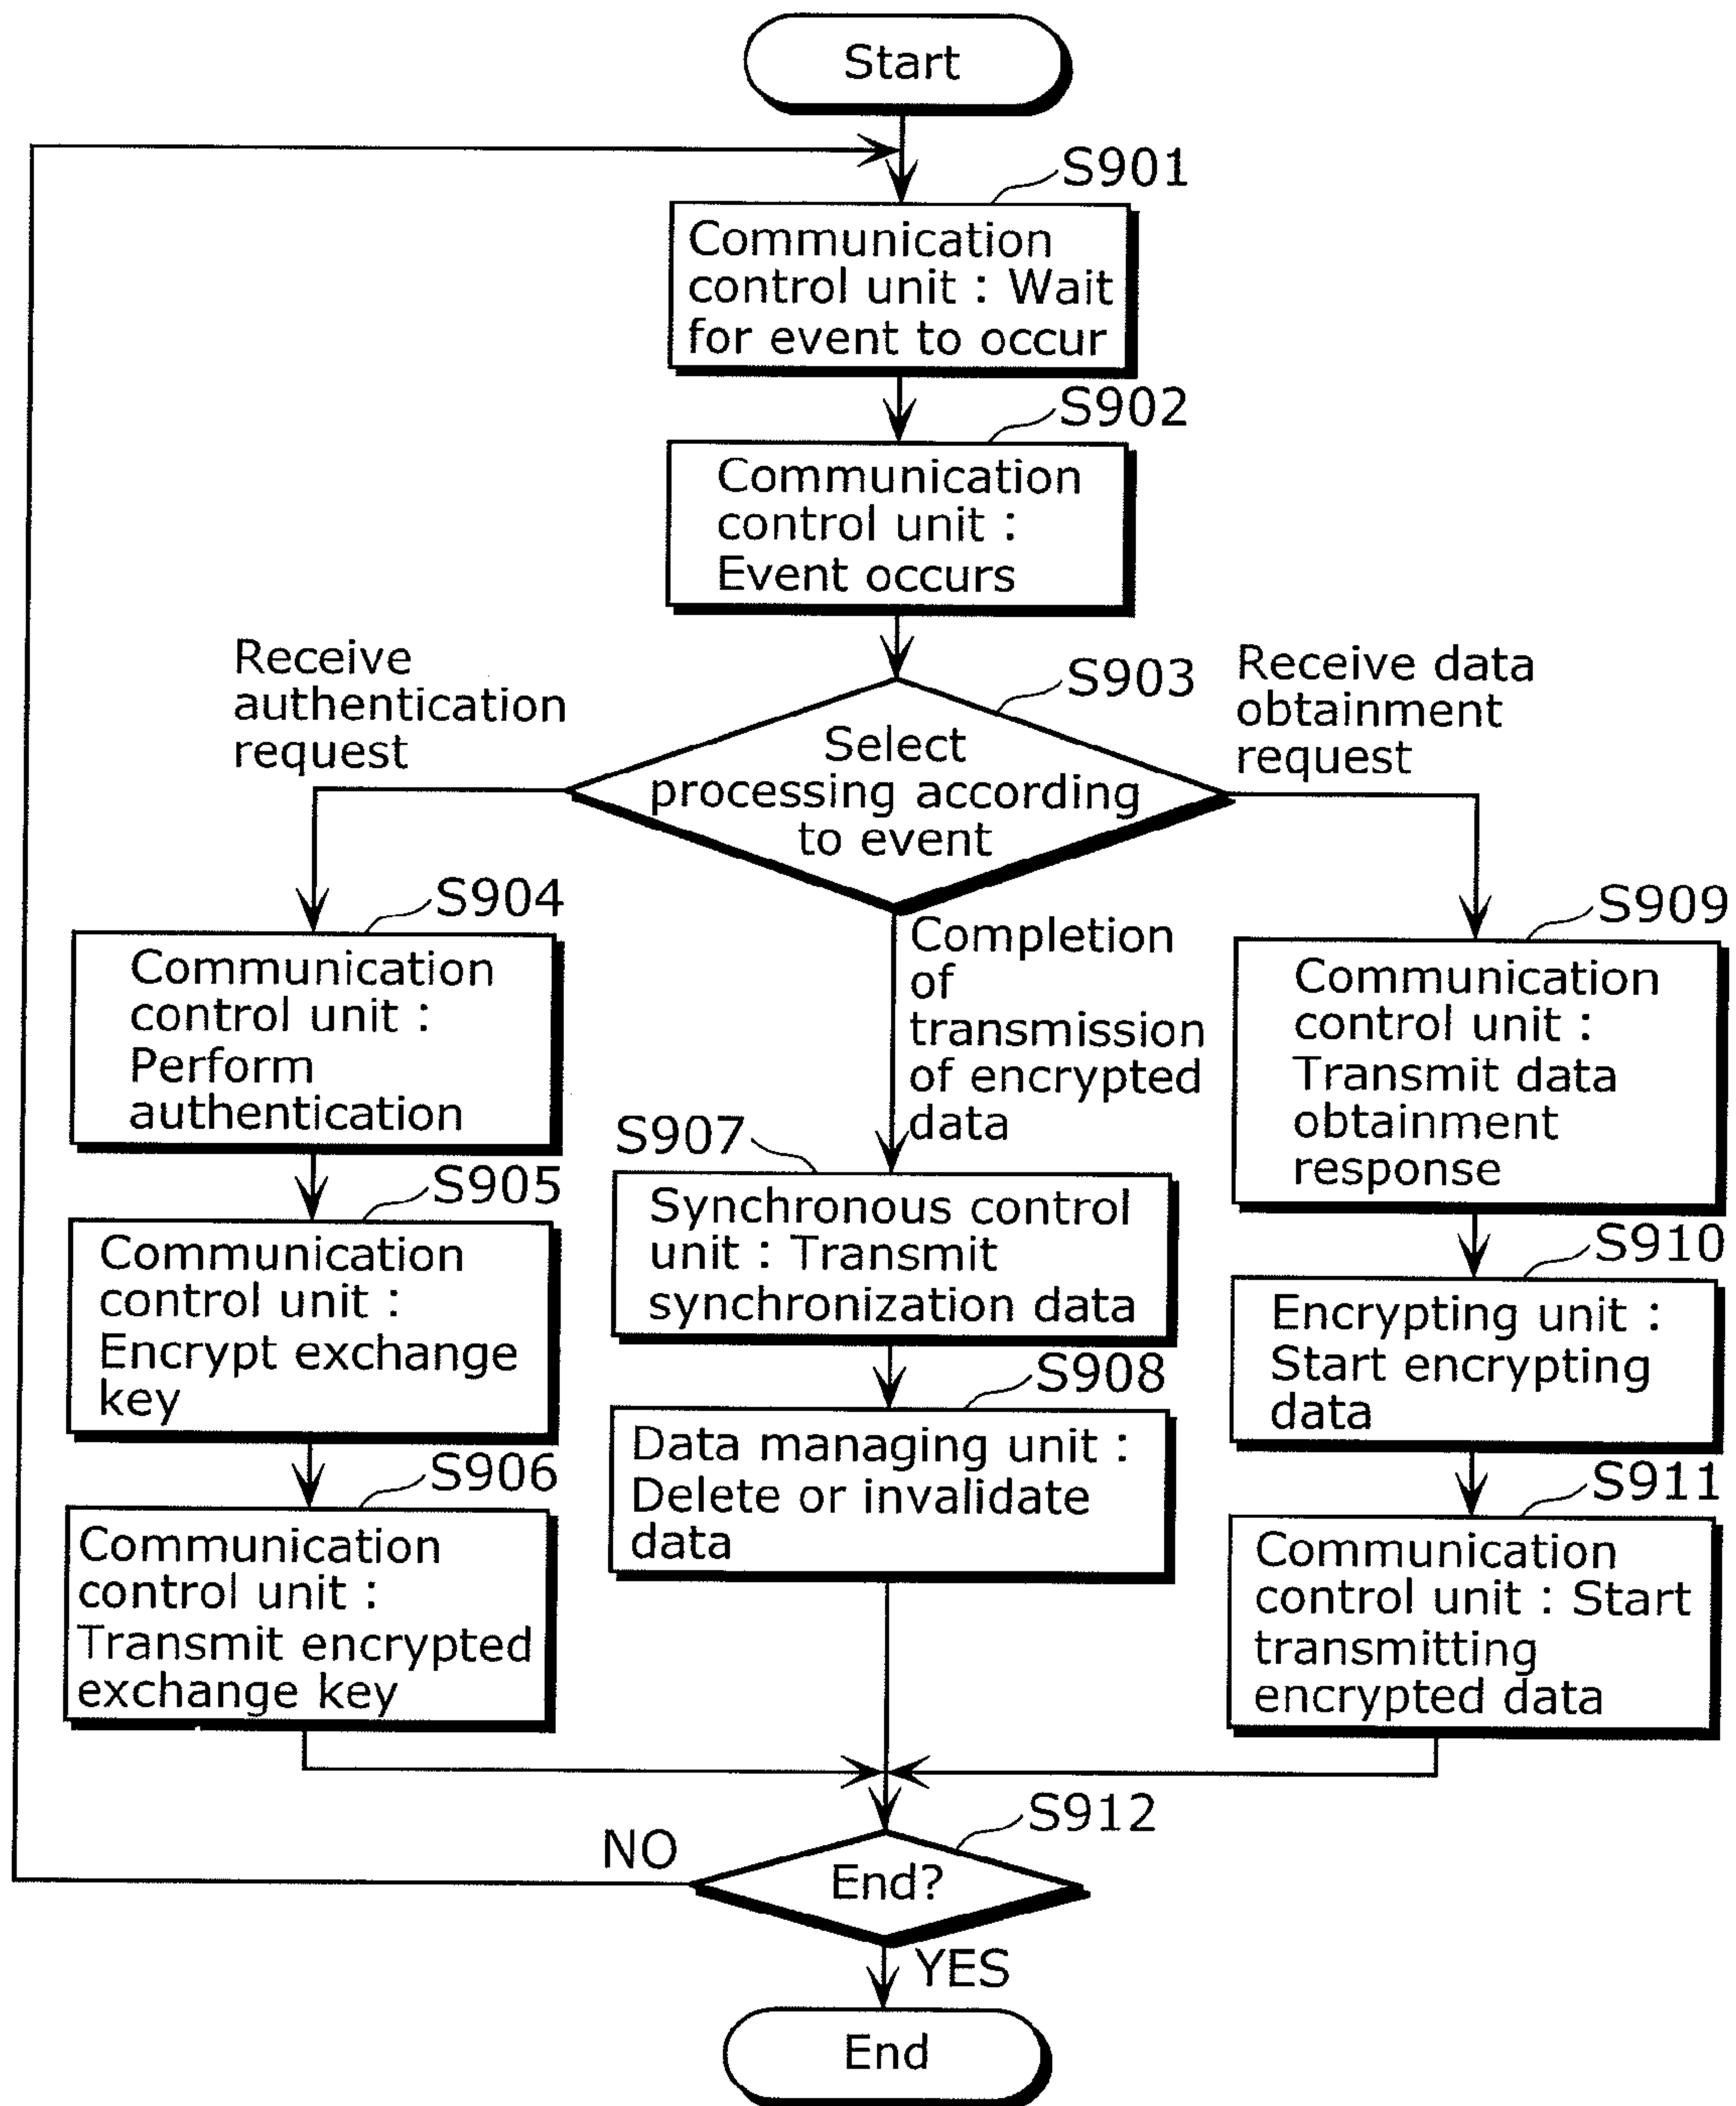 Start
S901
Communication
control unit : Wait
for event to occur
S902
Communication
control unit :
Event occurs
S903
Select
processing according
to event
Receive
authentication
request
Receive data
obtainment
request
Completion
of
transmission
of encrypted
data
S904
Communication
control unit :
Perform
authentication
S905
Communication
control unit :
Encrypt exchange
key
S906
Communication
control unit :
Transmit encrypted
exchange key
S907
Synchronous control
unit : Transmit
synchronization data
S908
Data managing unit :
Delete or invalidate
data
S909
Communication
control unit :
Transmit data
obtainment
response
S910
Encrypting unit :
Start encrypting
data
S911
Communication
control unit : Start
transmitting
encrypted data
S912
End?
NO
YES
End